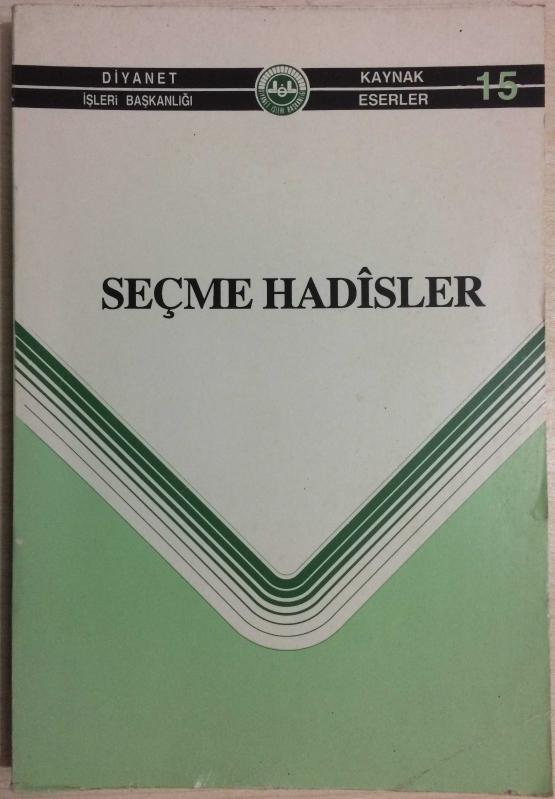 DİYANET
İŞLERİ BAŞKANLIĞI
KAYNAK
ESERLER
15
SEÇME HADÎSLER